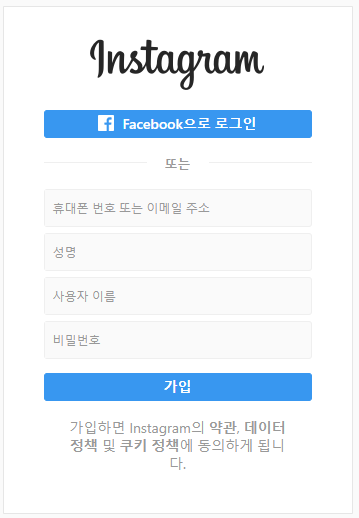 Instagram
Facebook으로 로그인
또는
휴대폰 번호 또는 이메일 주소
성명
사용자 이름
비밀번호
가입
가입하면 Instagram의 약관, 데이터
정책 및 쿠키 정책에 동의하게 됩니
다.